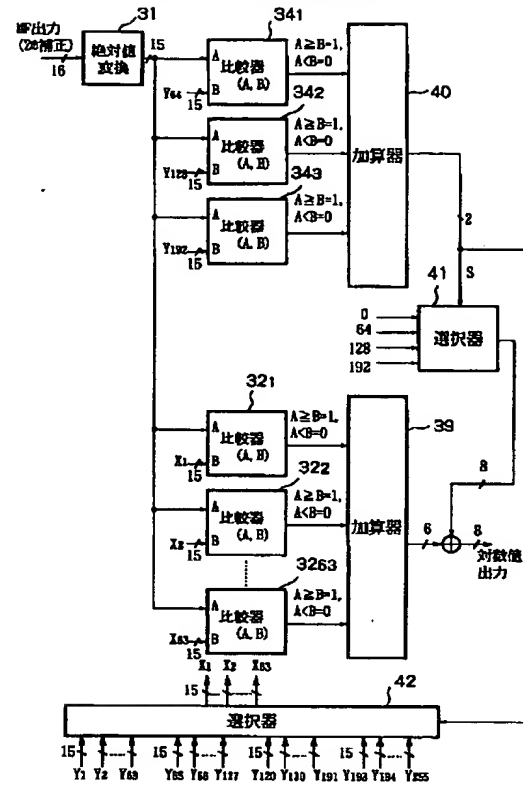 MF出力
(2の補正)
16
31
絶対値
変換
15
34₁
A
比較器
(A, B)
B
Y64
15
A≧B=1,
A<B=0
34₂
A
比較器
(A, B)
B
Y128
15
A≧B=1,
A<B=0
34₃
A
比較器
(A, B)
B
Y192
15
A≧B=1,
A<B=0
40
加算器
2
S
41
選択器
0
64
128
192
8
32₁
A
比較器
(A, B)
B
X1
15
A≧B=1,
A<B=0
32₂
A
比較器
(A, B)
B
X2
15
A≧B=1,
A<B=0
32₆₃
A
比較器
(A, B)
B
X63
15
A≧B=1,
A<B=0
39
加算器
6
8
対数値
出力
X1 X2 X63
15
42
選択器
15 15 15 15
Y1 Y2 Y63 Y65 Y66 Y127 Y129 Y130 Y191 Y193 Y194 Y255